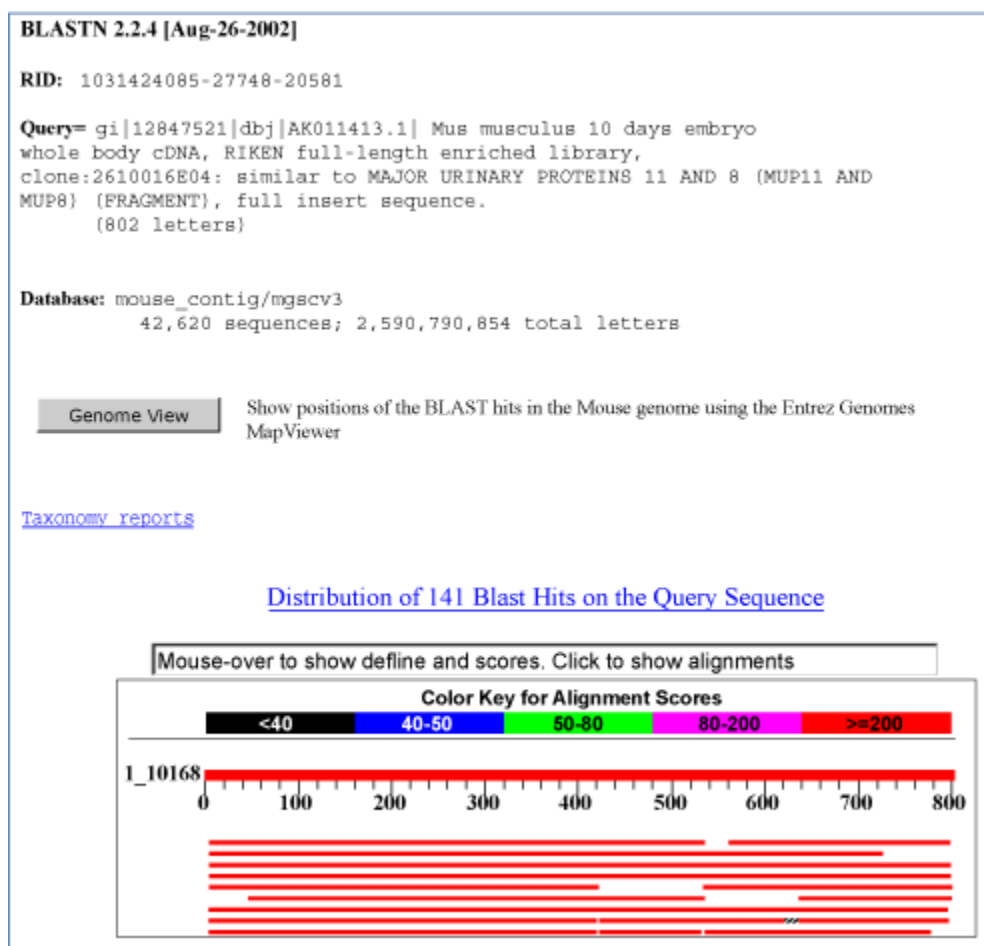 BLASTN 2.2.4 [Aug-26-2002]
RID: 1031424085-27748-20581
Query= gi|12847521|dbj|AK011413.1| Mus musculus 10 days embryo
whole body cDNA, RIKEN full-length enriched library,
clone:2610016E04: similar to MAJOR URINARY PROTEINS 11 AND 8 (MUP11 AND
MUP8) (FRAGMENT), full insert sequence.
(802 letters)
Database: mouse_contig/mgscv3
42,620 sequences; 2,590,790,854 total letters
Genome View
Show positions of the BLAST hits in the Mouse genome using the Entrez Genomes
MapViewer
Taxonomy reports
Distribution of 141 Blast Hits on the Query Sequence
Mouse-over to show defline and scores. Click to show alignments
Color Key for Alignment Scores
<40 40-50 50-80 80-200 >=200
1_10168
0 100 200 300 400 500 600 700 800